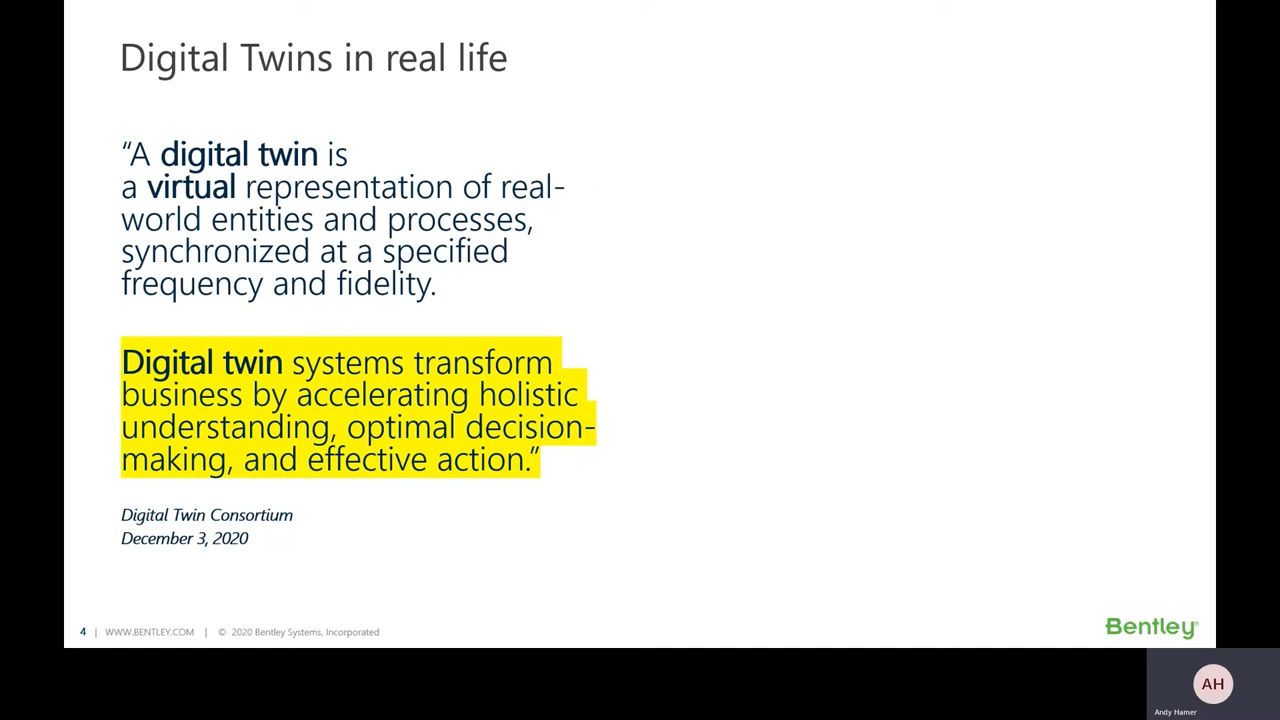 Digital Twins in real life
“A digital twin is
a virtual representation of real-
world entities and processes,
synchronized at a specified
frequency and fidelity.
Digital twin systems transform
business by accelerating holistic
understanding, optimal decision-
making, and effective action.”
Digital Twin Consortium
December 3, 2020
4 | WWW.BENTLEY.COM | © 2020 Bentley Systems, Incorporated
Bentley®
AH
Andy Hamer